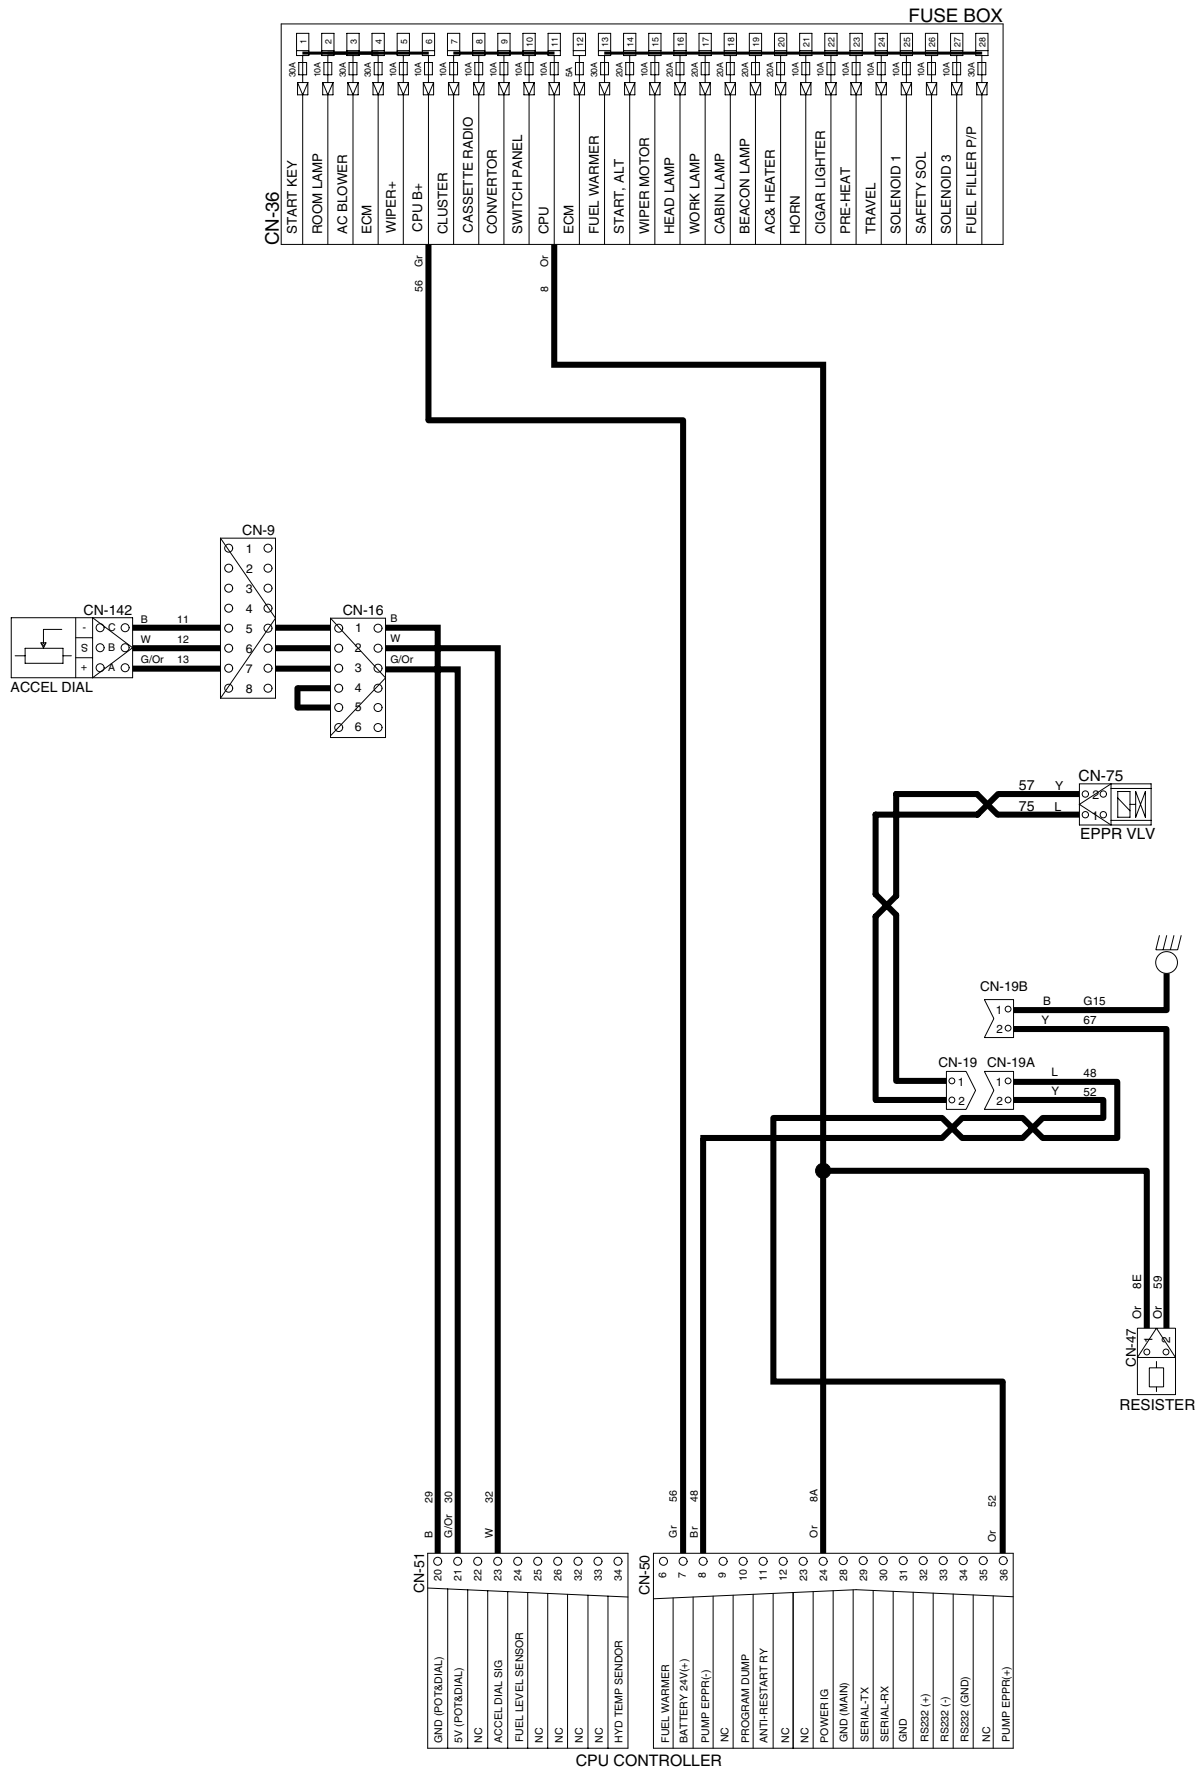 FUSE BOX
CN-36
1 2 3 4 5 6 7 8 9 10 11 12 13 14 15 16 17 18 19 20 21 22 23 24 25 26 27 28
30A 10A 30A 30A 10A 10A 10A 10A 10A 10A 10A 5A 30A 20A 10A 20A 20A 10A 20A 20A 10A 10A 10A 10A 10A 10A 10A 30A
START KEY
ROOM LAMP
AC BLOWER
ECM
WIPER+
CPU B+
CLUSTER
CASSETTE RADIO
CONVERTOR
SWITCH PANEL
CPU
ECM
FUEL WARMER
START, ALT
WIPER MOTOR
HEAD LAMP
WORK LAMP
CABIN LAMP
BEACON LAMP
AC& HEATER
HORN
CIGAR LIGHTER
PRE-HEAT
TRAVEL
SOLENOID 1
SAFETY SOL
SOLENOID 3
FUEL FILLER P/P
56 Gr
8 Or
CN-9
1
2
3
4
5
6
7
8
CN-142
- C B 11
S B W 12
+ A G/Or 13
ACCEL DIAL
CN-16
1 B
2 W
3 G/Or
4
5
6
CN-75
57 Y 2
75 L 1
EPPR VLV
CN-19B
1 B G15
2 Y 67
CN-19
1
2
CN-19A
1 L 48
2 Y 52
Or 8E
Or 59
CN-47
1 2
RESISTER
B 29
G/Or 30
W 32
Gr 56
Br 48
Or 8A
Or 52
CN-51
20 21 22 23 24 25 26 32 33 34
GND (POT&DIAL)
5V (POT&DIAL)
NC
ACCEL DIAL SIG
FUEL LEVEL SENSOR
NC
NC
NC
NC
HYD TEMP SENDOR
CN-50
6 7 8 9 10 11 12 23 24 28 29 30 31 32 33 34 35 36
FUEL WARMER
BATTERY 24V(+)
PUMP EPPR(-)
NC
PROGRAM DUMP
ANTI-RESTART RY
NC
NC
POWER IG
GND (MAIN)
SERIAL-TX
SERIAL-RX
GND
RS232 (+)
RS232 (-)
RS232 (GND)
NC
PUMP EPPR(+)
CPU CONTROLLER